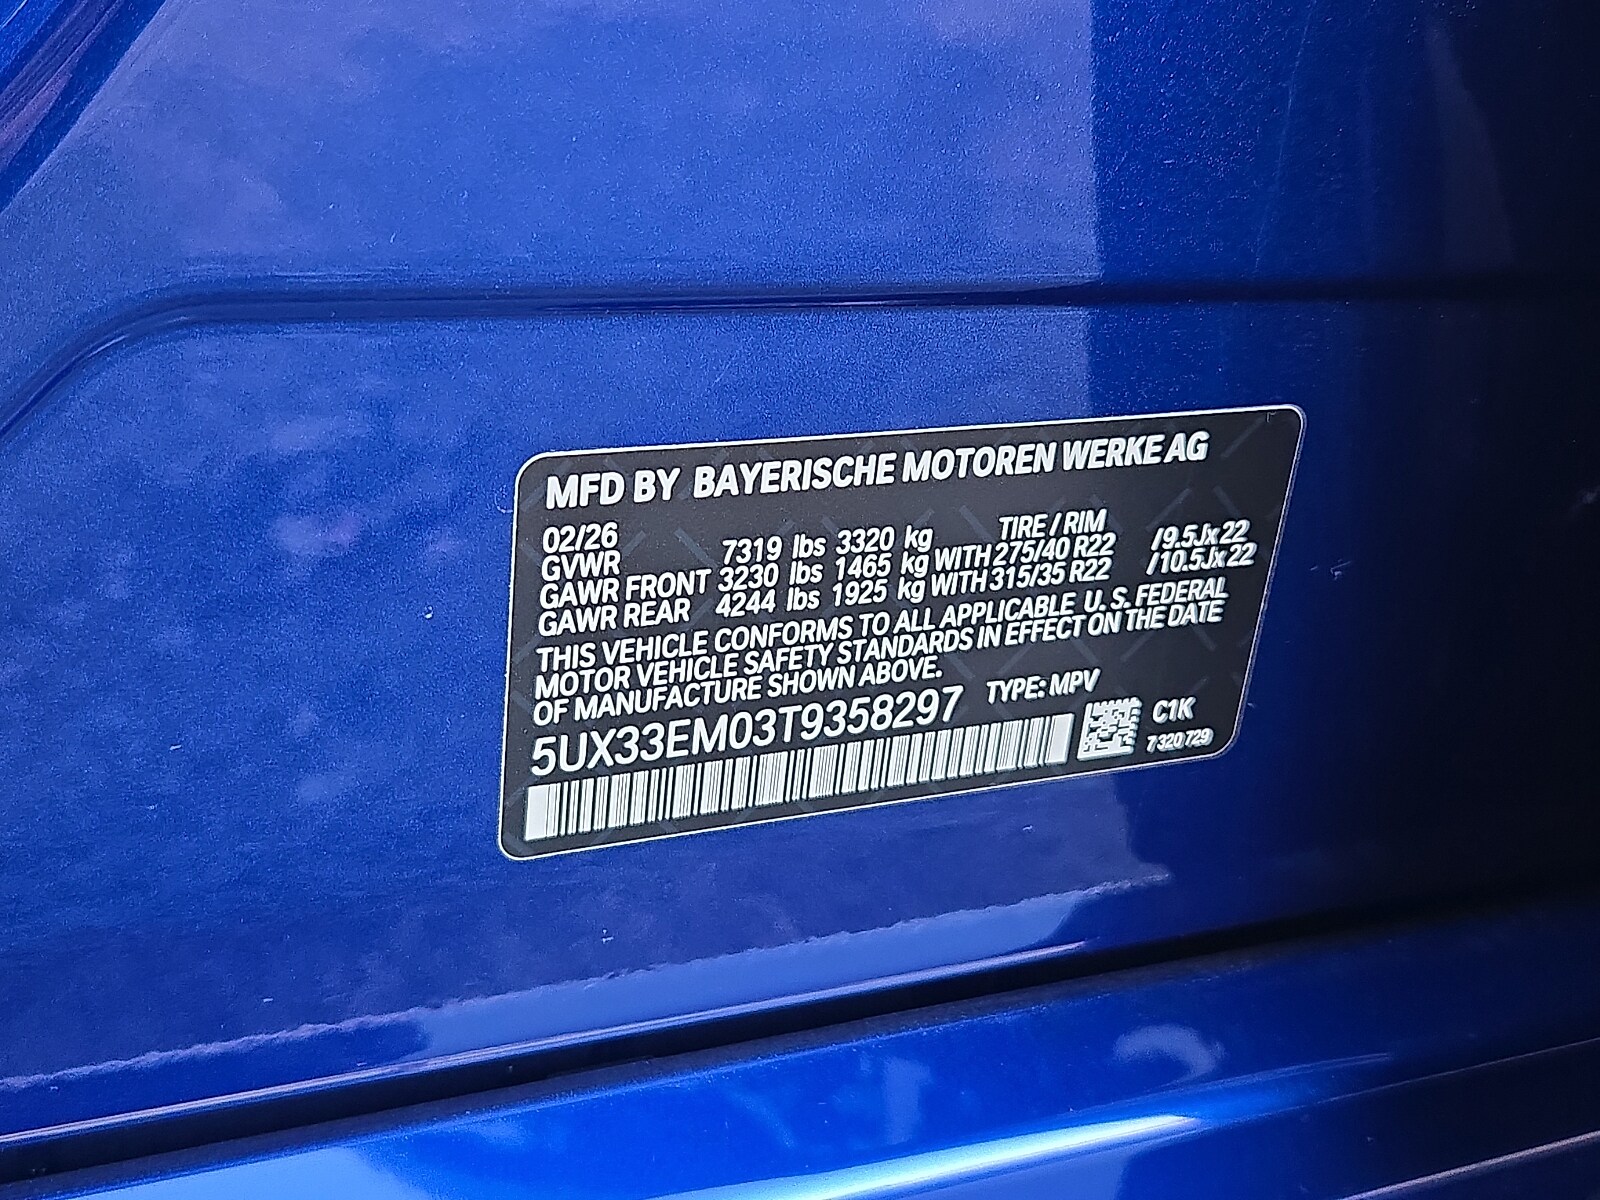 MFD BY BAYERISCHE MOTOREN WERKE AG
02/26 TIRE / RIM
GVWR 7319 lbs 3320 kg
GAWR FRONT 3230 lbs 1465 kg WITH 275/40 R22 /9.5Jx22
GAWR REAR 4244 lbs 1925 kg WITH 315/35 R22 /10.5Jx22
THIS VEHICLE CONFORMS TO ALL APPLICABLE U.S. FEDERAL
MOTOR VEHICLE SAFETY STANDARDS IN EFFECT ON THE DATE
OF MANUFACTURE SHOWN ABOVE.
5UX33EM03T9358297 TYPE: MPV
C1K
7320729